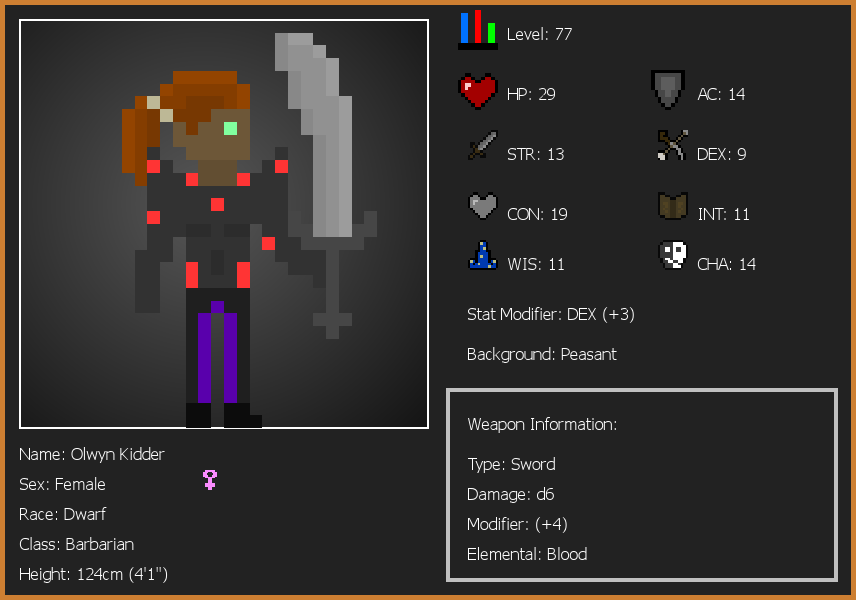 Level: 77
HP: 29
AC: 14
STR: 13
DEX: 9
CON: 19
INT: 11
WIS: 11
CHA: 14
Stat Modifier: DEX (+3)
Background: Peasant
Weapon Information:
Type: Sword
Damage: d6
Modifier: (+4)
Elemental: Blood
Name: Olwyn Kidder
Sex: Female
Race: Dwarf
Class: Barbarian
Height: 124cm (4'1")